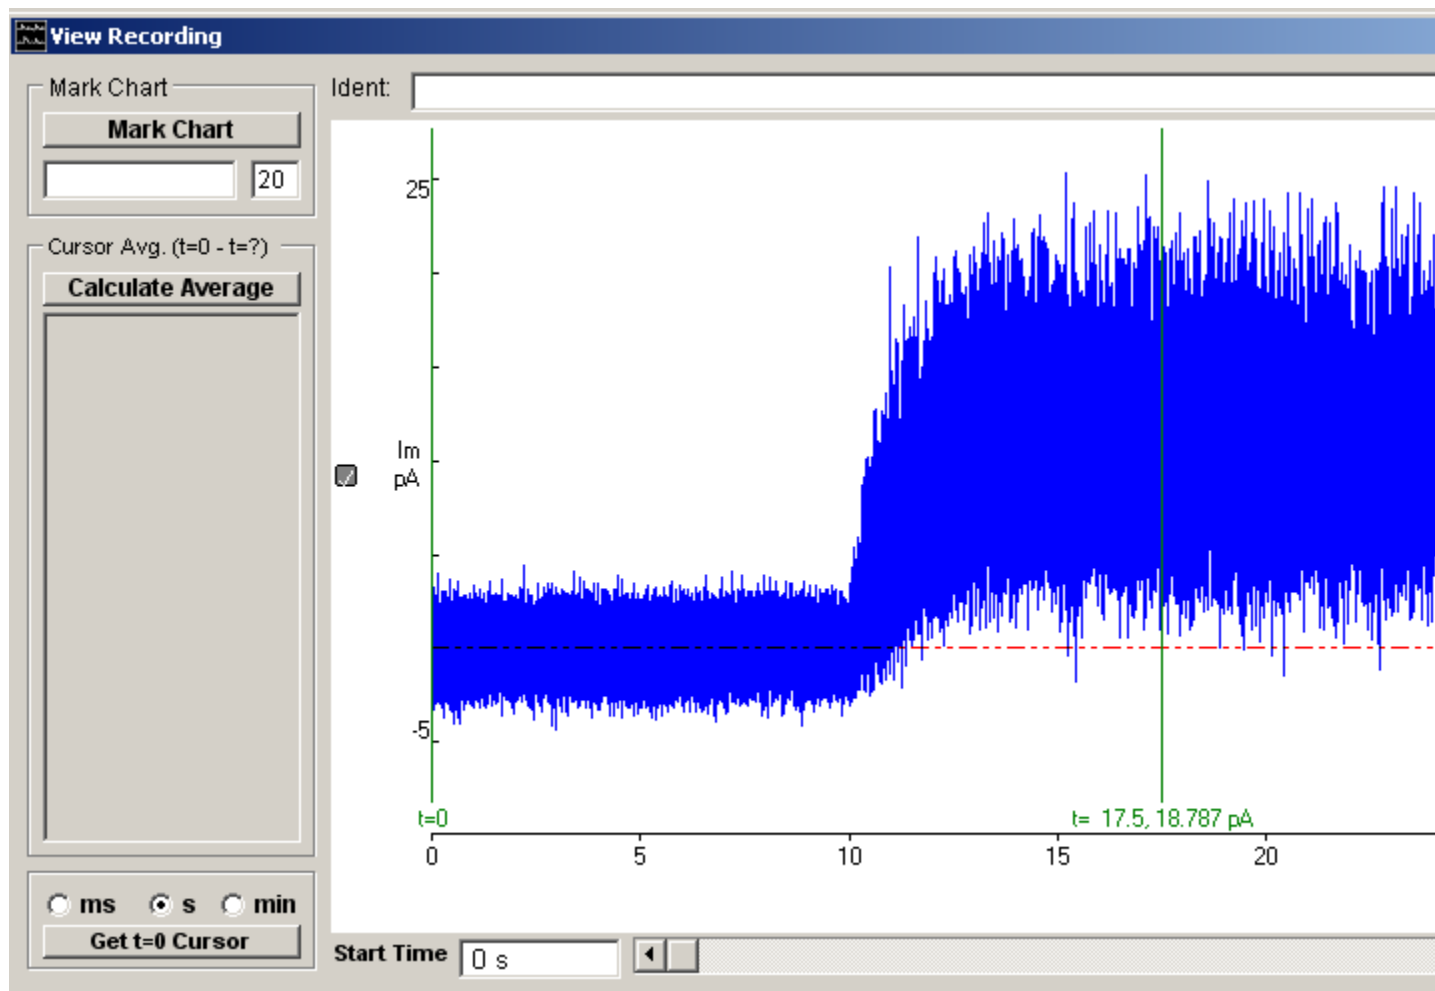 View Recording
Mark Chart
Mark Chart
20
Cursor Avg. (t=0 - t=?)
Calculate Average
ms s min
Get t=0 Cursor
Ident:
25
Im
pA
-5
t=0 t= 17.5, 18.787 pA
0 5 10 15 20
Start Time 0 s